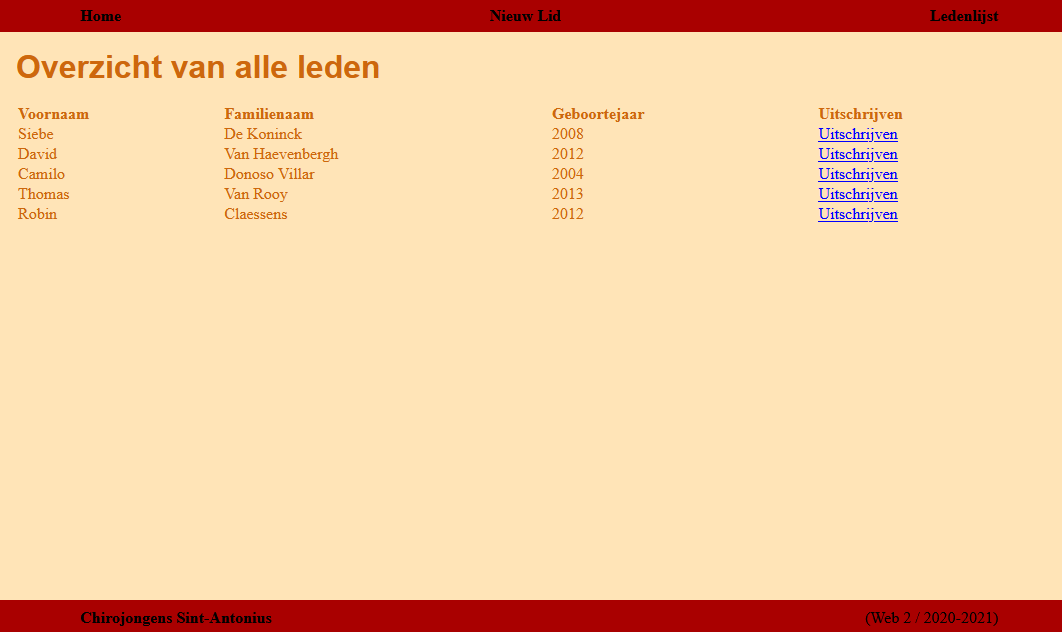 Home Nieuw Lid Ledenlijst
Overzicht van alle leden
Voornaam Familienaam Geboortejaar Uitschrijven
Siebe De Koninck 2008 Uitschrijven
David Van Haevenbergh 2012 Uitschrijven
Camilo Donoso Villar 2004 Uitschrijven
Thomas Van Rooy 2013 Uitschrijven
Robin Claessens 2012 Uitschrijven
Chirojongens Sint-Antonius (Web 2 / 2020-2021)